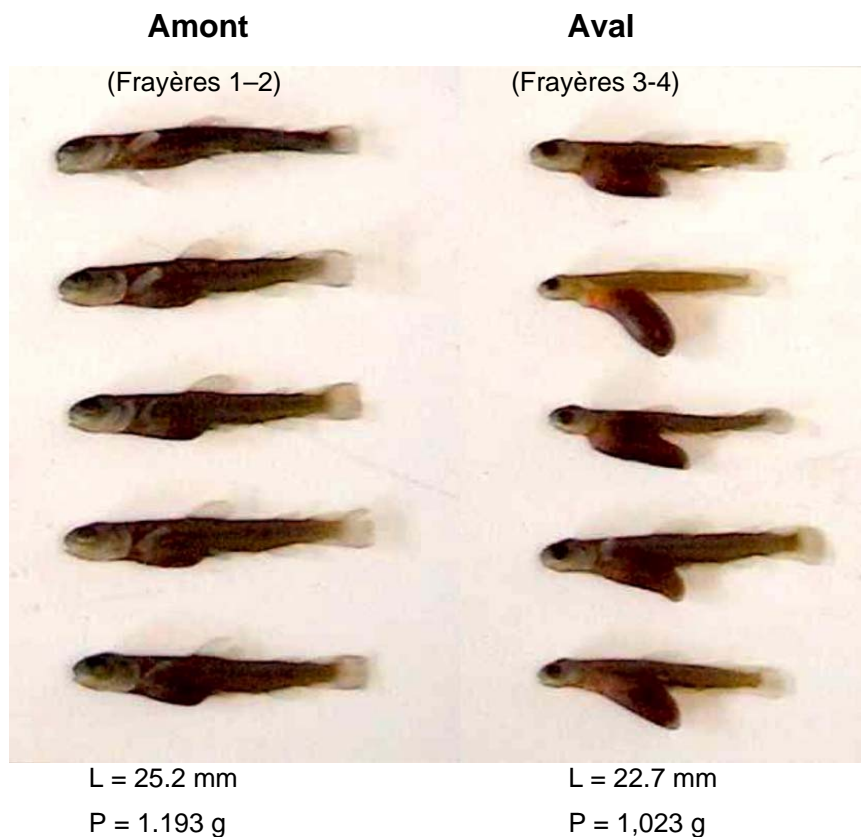 Amont
(Frayères 1–2)
L = 25.2 mm
P = 1.193 g
Aval
(Frayères 3-4)
L = 22.7 mm
P = 1,023 g